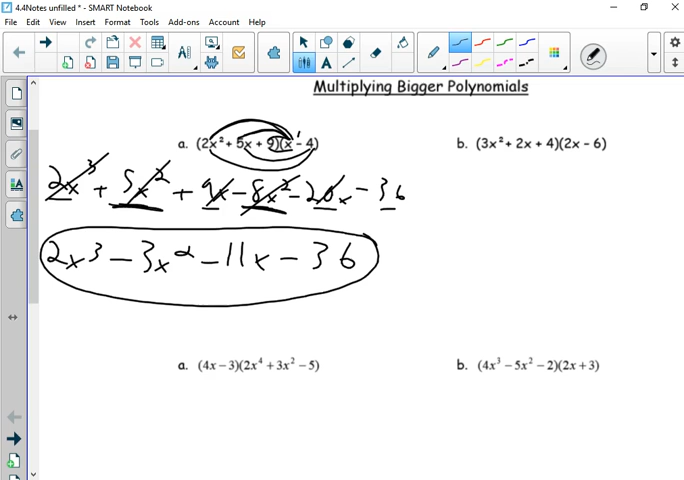 4.4Notes unfilled * - SMART Notebook
File Edit View Insert Format Tools Add-ons Account Help
Multiplying Bigger Polynomials
a. (2x² + 5x + 9)(x¹ - 4)
b. (3x² + 2x + 4)(2x - 6)
2x³ + 5x² + 9x - 8x² - 20x - 36
2x³ - 3x² - 11x - 36
a. (4x - 3)(2x⁴ + 3x² - 5)
b. (4x³ - 5x² - 2)(2x + 3)